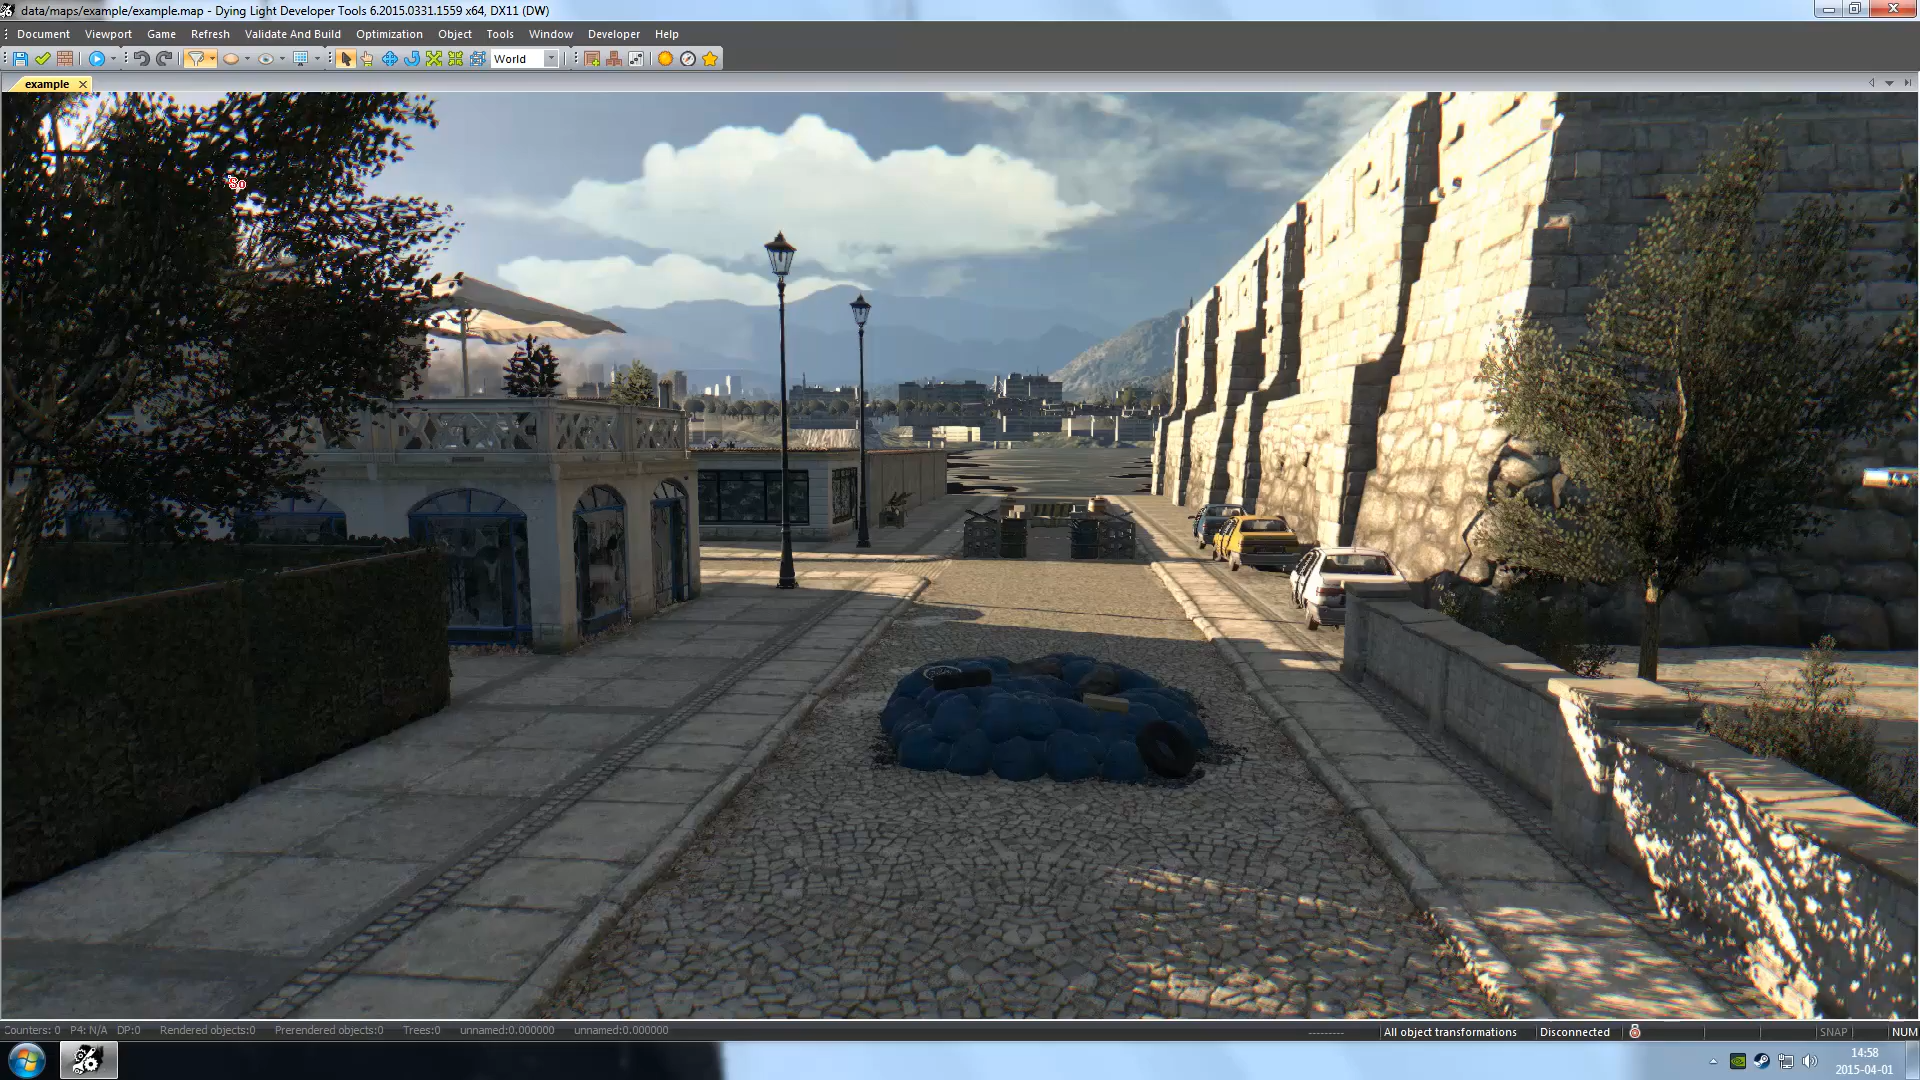 data/maps/example/example.map - Dying Light Developer Tools 6.2015.0331.1559 x64, DX11 (DW)
Document Viewport Game Refresh Validate And Build Optimization Object Tools Window Developer Help
World
example
So
Counters: 0 P4: N/A DP:0 Rendered objects:0 Prerendered objects:0 Trees:0 unnamed:0.000000 unnamed:0.000000 --------- All object transformations Disconnected SNAP NUM
14:58
2015-04-01